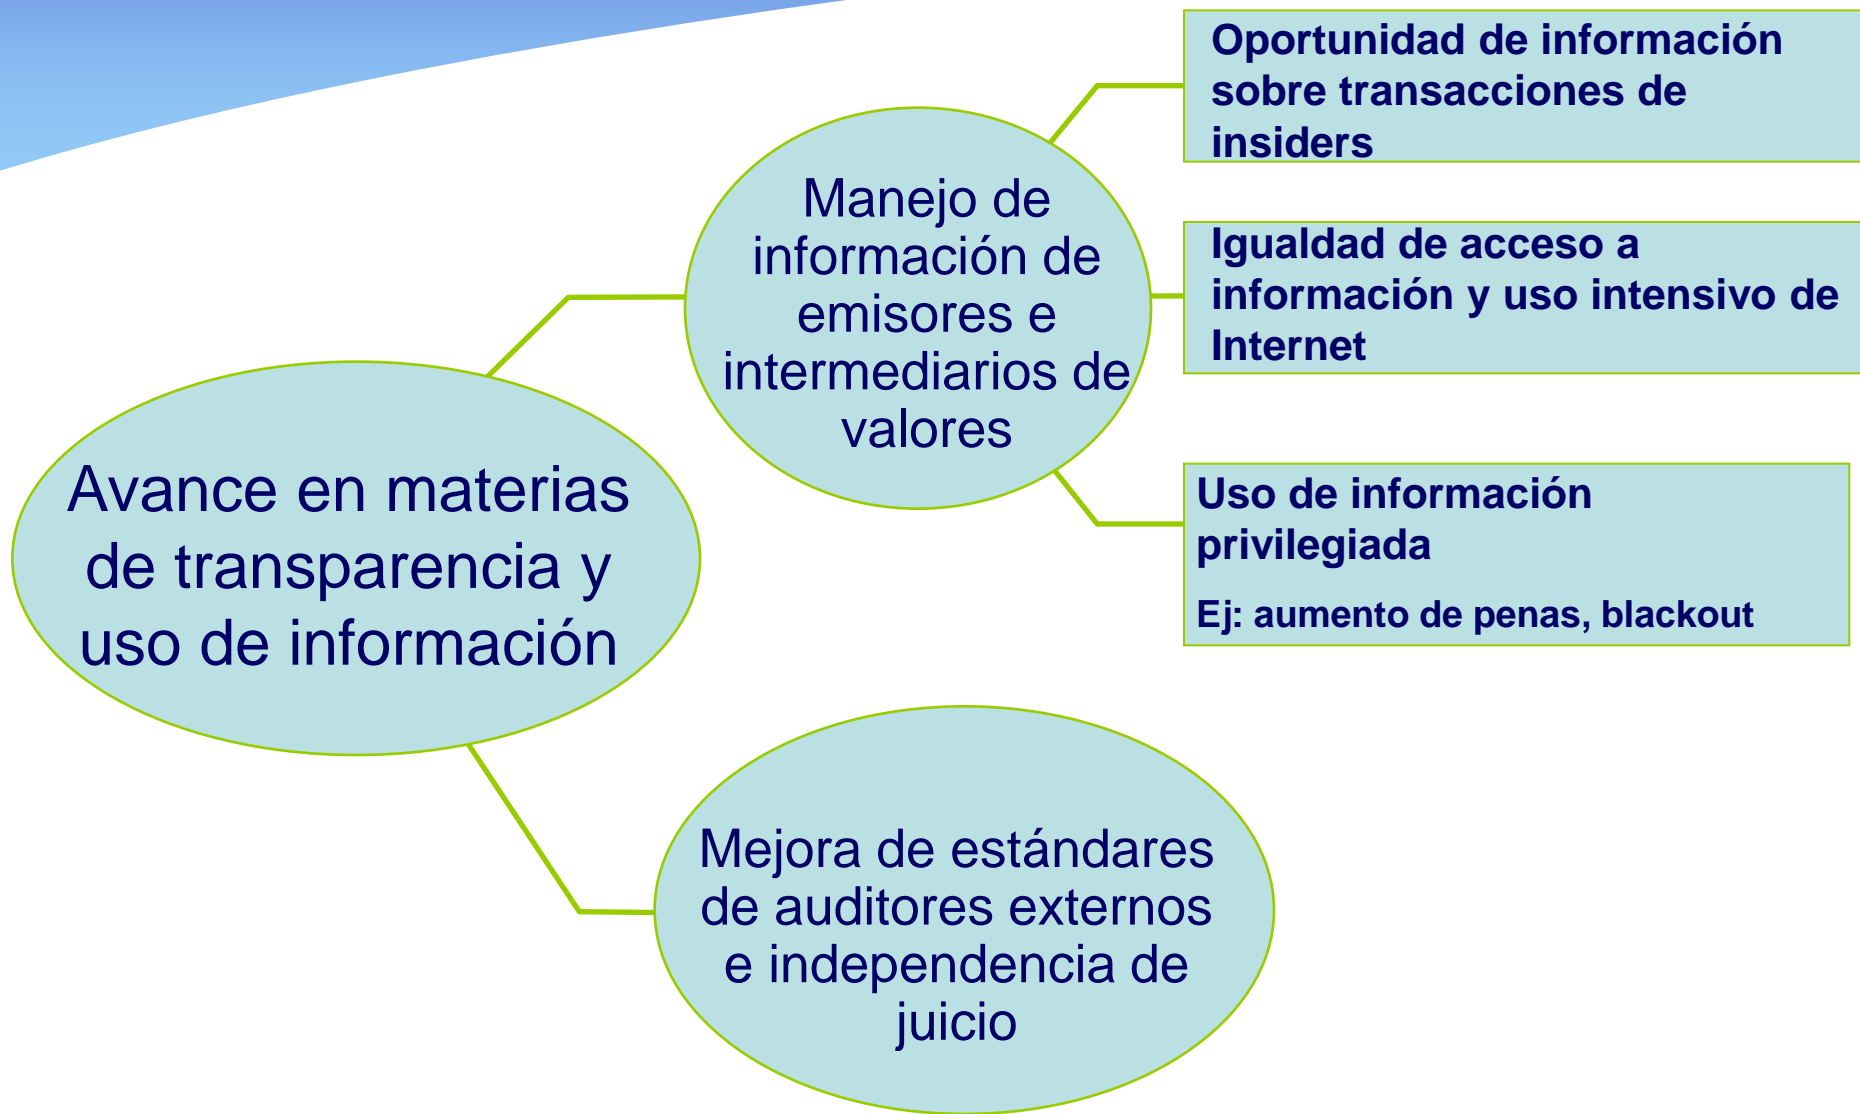 Avance en materias
de transparencia y
uso de información
Manejo de
información de
emisores e
intermediarios de
valores
Oportunidad de información
sobre transacciones de
insiders
Igualdad de acceso a
información y uso intensivo de
Internet
Uso de información
privilegiada
Ej: aumento de penas, blackout
Mejora de estándares
de auditores externos
e independencia de
juicio